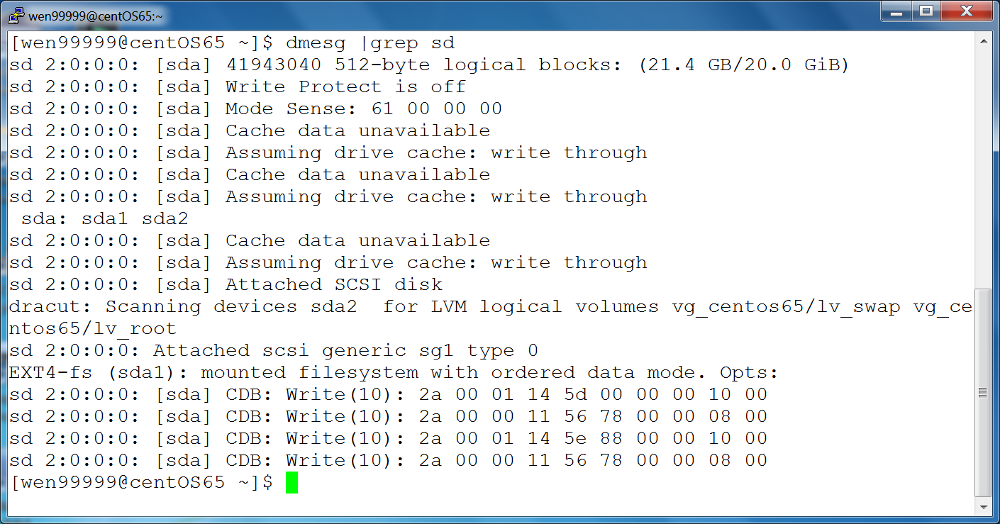 wen99999@centOS65:~
[wen99999@centOS65 ~]$ dmesg |grep sd
sd 2:0:0:0: [sda] 41943040 512-byte logical blocks: (21.4 GB/20.0 GiB)
sd 2:0:0:0: [sda] Write Protect is off
sd 2:0:0:0: [sda] Mode Sense: 61 00 00 00
sd 2:0:0:0: [sda] Cache data unavailable
sd 2:0:0:0: [sda] Assuming drive cache: write through
sd 2:0:0:0: [sda] Cache data unavailable
sd 2:0:0:0: [sda] Assuming drive cache: write through
 sda: sda1 sda2
sd 2:0:0:0: [sda] Cache data unavailable
sd 2:0:0:0: [sda] Assuming drive cache: write through
sd 2:0:0:0: [sda] Attached SCSI disk
dracut: Scanning devices sda2  for LVM logical volumes vg_centos65/lv_swap vg_ce
ntos65/lv_root
sd 2:0:0:0: Attached scsi generic sg1 type 0
EXT4-fs (sda1): mounted filesystem with ordered data mode. Opts:
sd 2:0:0:0: [sda] CDB: Write(10): 2a 00 01 14 5d 00 00 00 10 00
sd 2:0:0:0: [sda] CDB: Write(10): 2a 00 00 11 56 78 00 00 08 00
sd 2:0:0:0: [sda] CDB: Write(10): 2a 00 01 14 5e 88 00 00 10 00
sd 2:0:0:0: [sda] CDB: Write(10): 2a 00 00 11 56 78 00 00 08 00
[wen99999@centOS65 ~]$